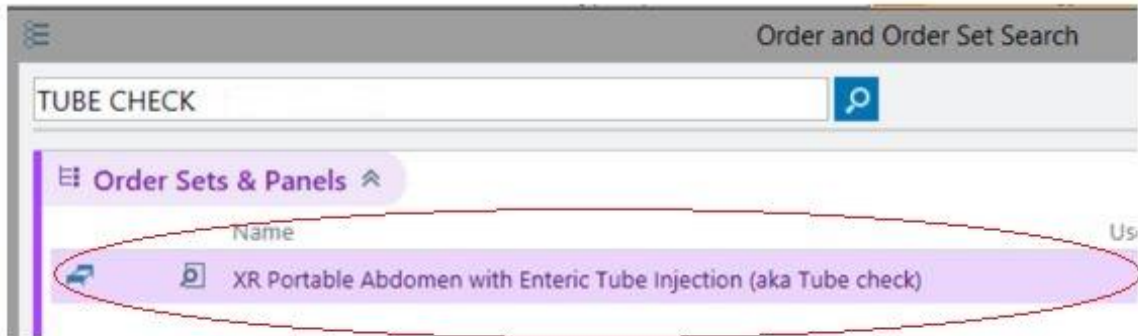 Order and Order Set Search
TUBE CHECK
Order Sets & Panels
Name
XR Portable Abdomen with Enteric Tube Injection (aka Tube check)